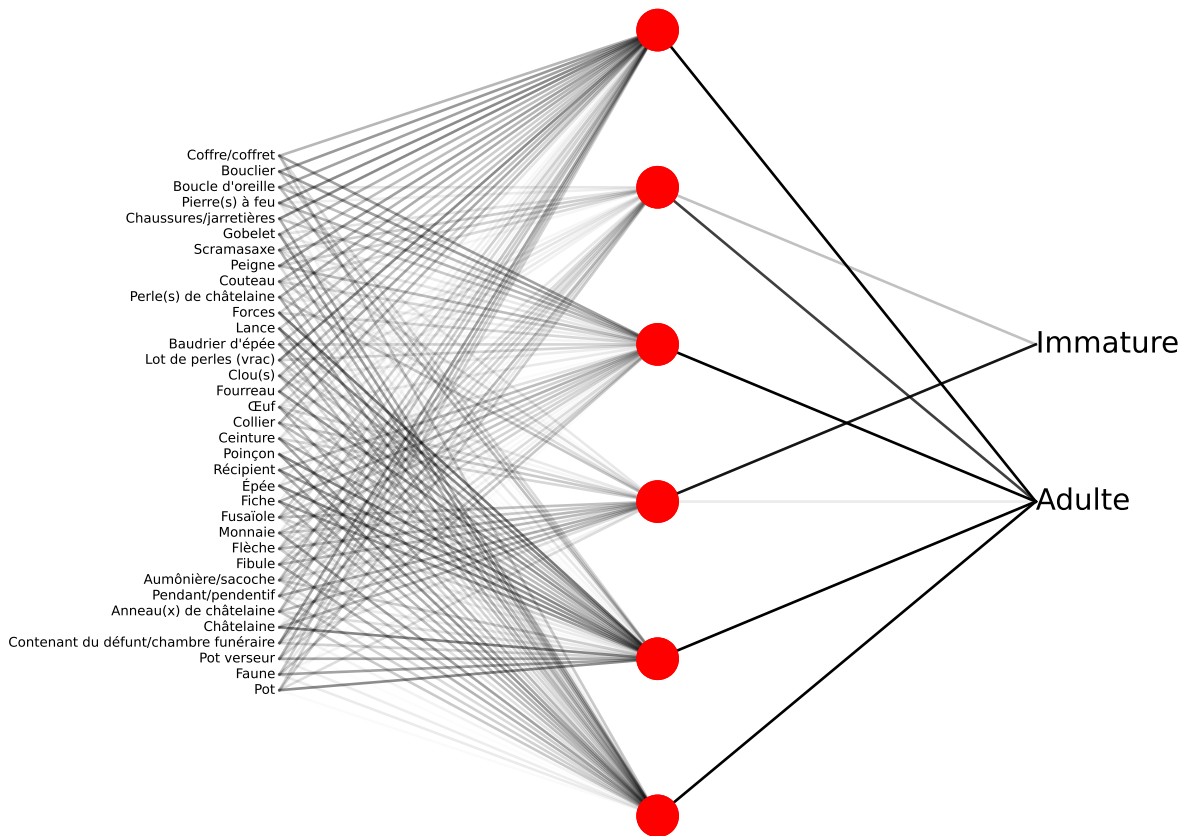 Coffre/coffret
Bouclier
Boucle d'oreille
Pierre(s) à feu
Chaussures/jarretières
Gobelet
Scramasaxe
Peigne
Couteau
Perle(s) de châtelaine
Forces
Lance
Baudrier d'épée
Lot de perles (vrac)
Clou(s)
Fourreau
Œuf
Collier
Ceinture
Poinçon
Récipient
Épée
Fiche
Fusaïole
Monnaie
Flèche
Fibule
Aumônière/sacoche
Pendant/pendentif
Anneau(x) de châtelaine
Châtelaine
Contenant du défunt/chambre funéraire
Pot verseur
Faune
Pot
Immature
Adulte